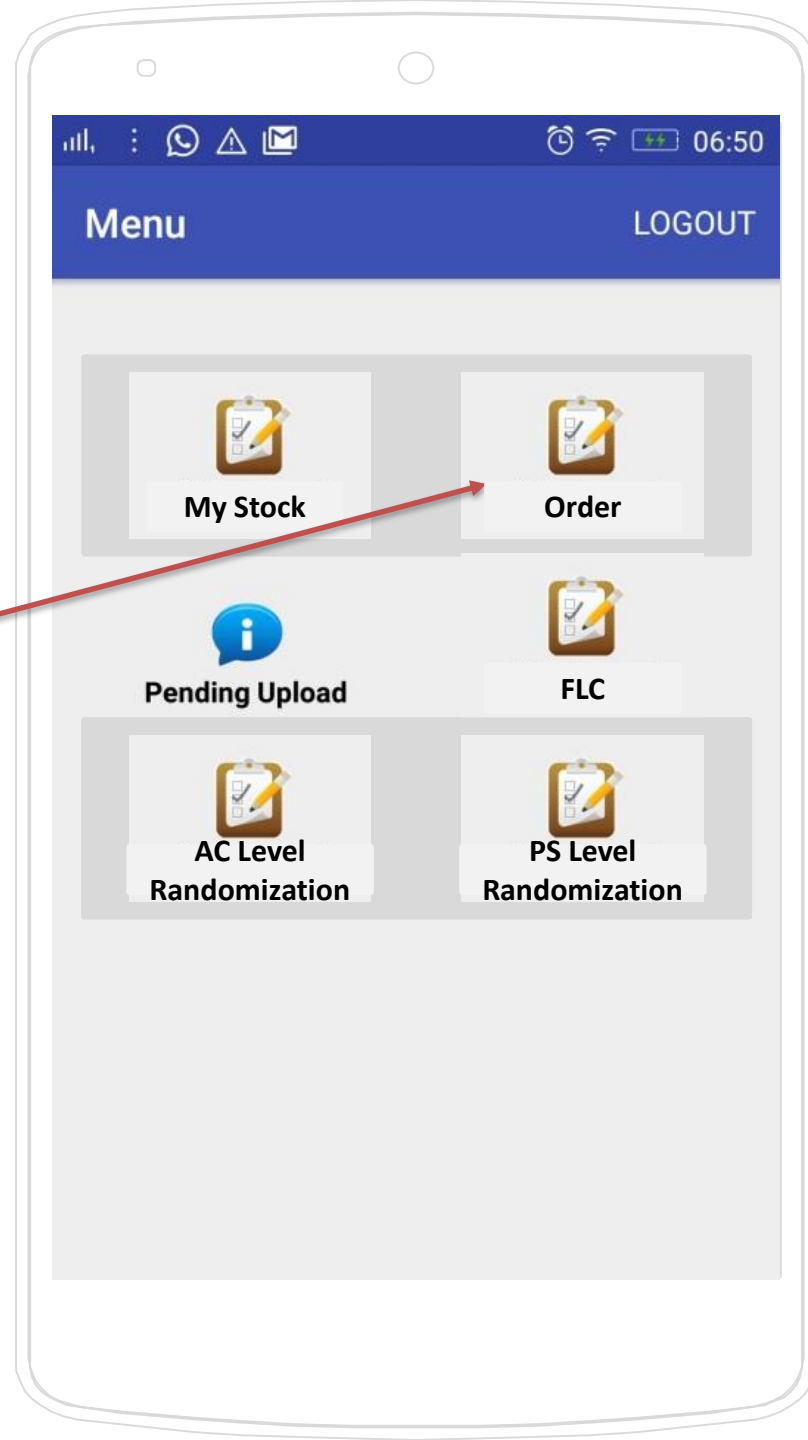 06:50
Menu LOGOUT
My Stock Order
Pending Upload FLC
AC Level
Randomization
PS Level
Randomization